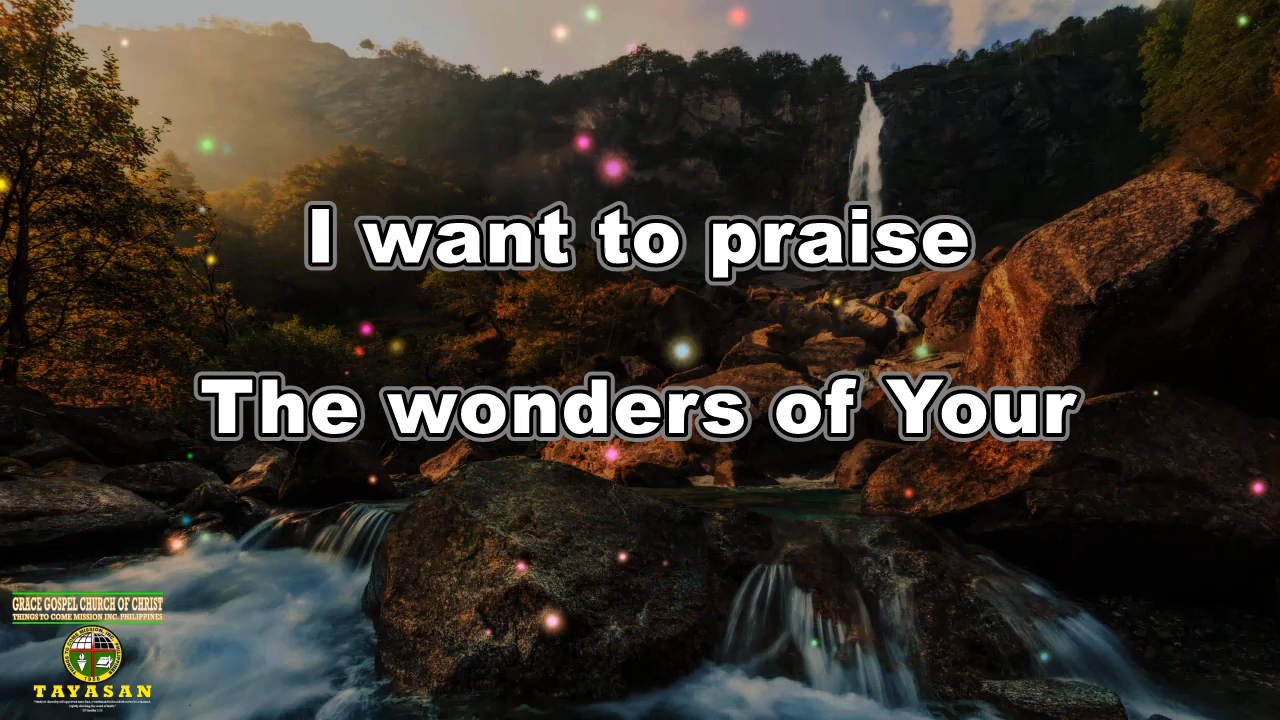 I want to praise
The wonders of Your
GRACE GOSPEL CHURCH OF CHRIST
THINGS TO COME MISSION INC. PHILIPPINES
TAYASAN